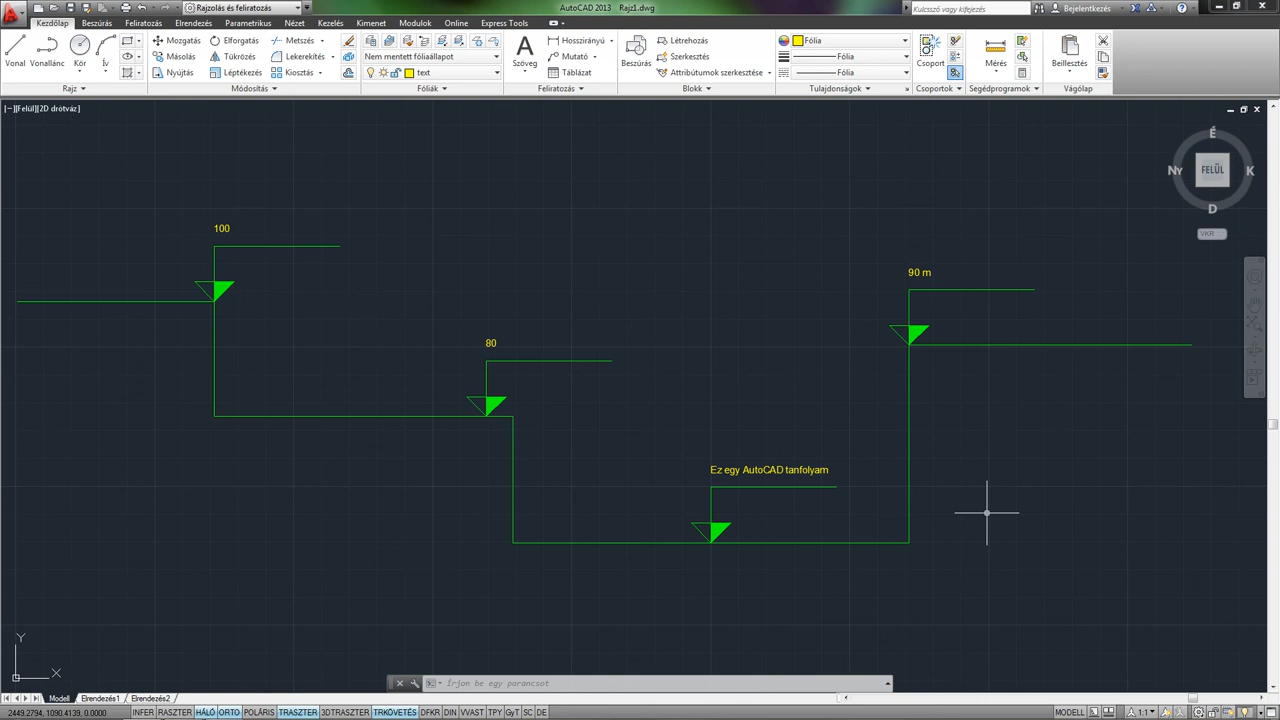 Rajzolás és feliratozás
AutoCAD 2013 Rajz1.dwg
Kulcsszó vagy kifejezés
Bejelentkezés
Kezdőlap Beszúrás Feliratozás Elrendezés Parametrikus Nézet Kezelés Kimenet Modulok Online Express Tools
Mozgatás Elforgatás Metszés
Másolás Tükrözés Lekerekítés
Nyújtás Léptékezés Kiosztás
Vonal Vonallánc Kör Ív
Nem mentett fóliaállapot
text
Szöveg
Hosszirányú
Mutató
Táblázat
Beszúrás
Létrehozás
Szerkesztés
Attribútumok szerkesztése
Fólia
Fólia
Fólia
Csoport
Mérés
Beillesztés
Rajz Módosítás Fóliák Feliratozás Blokk Tulajdonságok Csoportok Segédprogramok Vágólap
[−][Felül][2D drótváz]
É
Ny FELÜL K
D
VKR
100
90 m
80
Ez egy AutoCAD tanfolyam
Y
X
Írjon be egy parancsot
Modell Elrendezés1 Elrendezés2
2449.2794, 1090.4139, 0.0000 INFER RASZTER HÁLÓ ORTO POLÁRIS TRASZTER 3DTRASZTER TRKÖVETÉS DFKR DIN VVAST TPY GyT SC DE MODELL 1:1